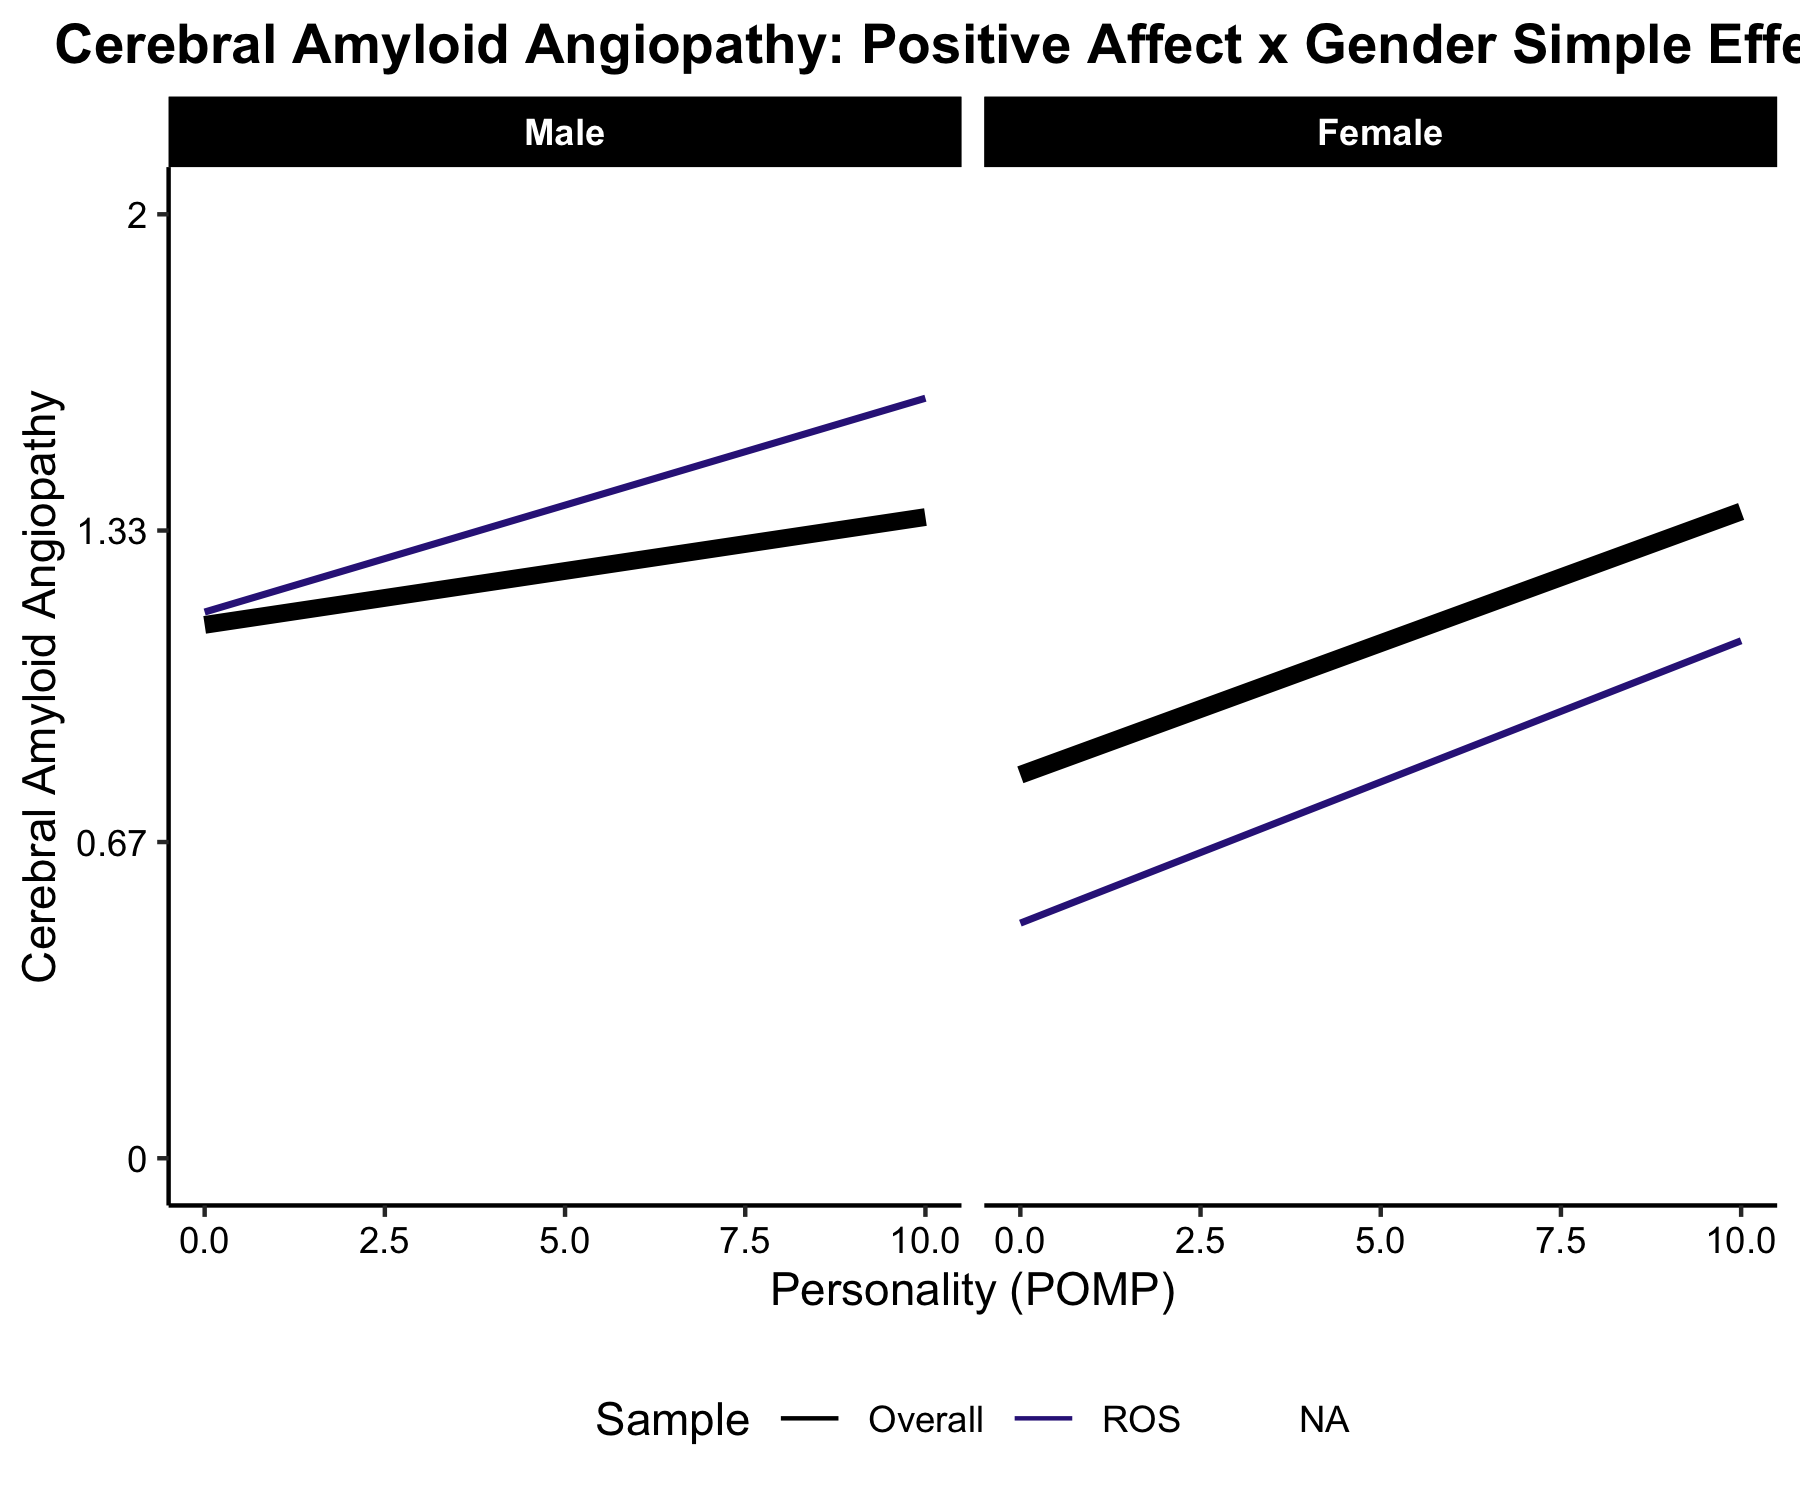 Cerebral Amyloid Angiopathy: Positive Affect x Gender Simple Effe
Male
Female
Cerebral Amyloid Angiopathy
2
1.33
0.67
0
0.0 2.5 5.0 7.5 10.0
0.0 2.5 5.0 7.5 10.0
Personality (POMP)
Sample Overall ROS NA